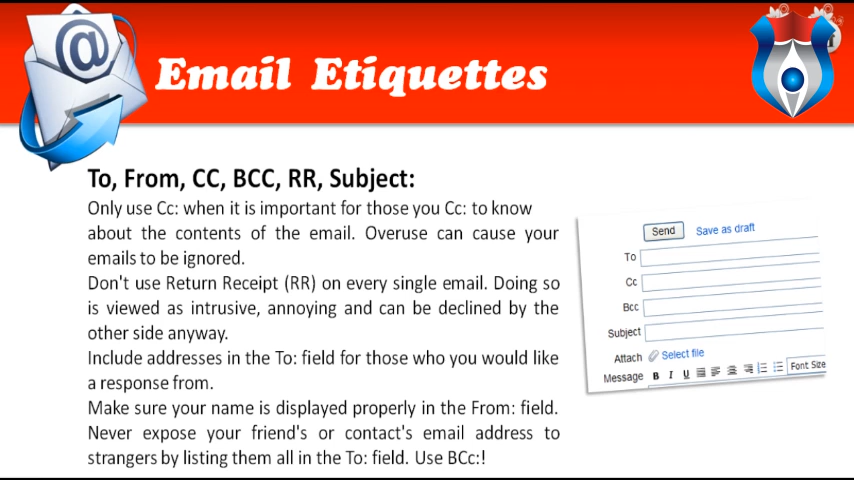 Email Etiquettes
To, From, CC, BCC, RR, Subject:
Only use Cc: when it is important for those you Cc: to know
about the contents of the email. Overuse can cause your
emails to be ignored.
Don't use Return Receipt (RR) on every single email. Doing so
is viewed as intrusive, annoying and can be declined by the
other side anyway.
Include addresses in the To: field for those who you would like
a response from.
Make sure your name is displayed properly in the From: field.
Never expose your friend's or contact's email address to
strangers by listing them all in the To: field. Use BCc:!
Send Save as draft
To
Cc
Bcc
Subject
Attach Select file
Message B I U Font Size